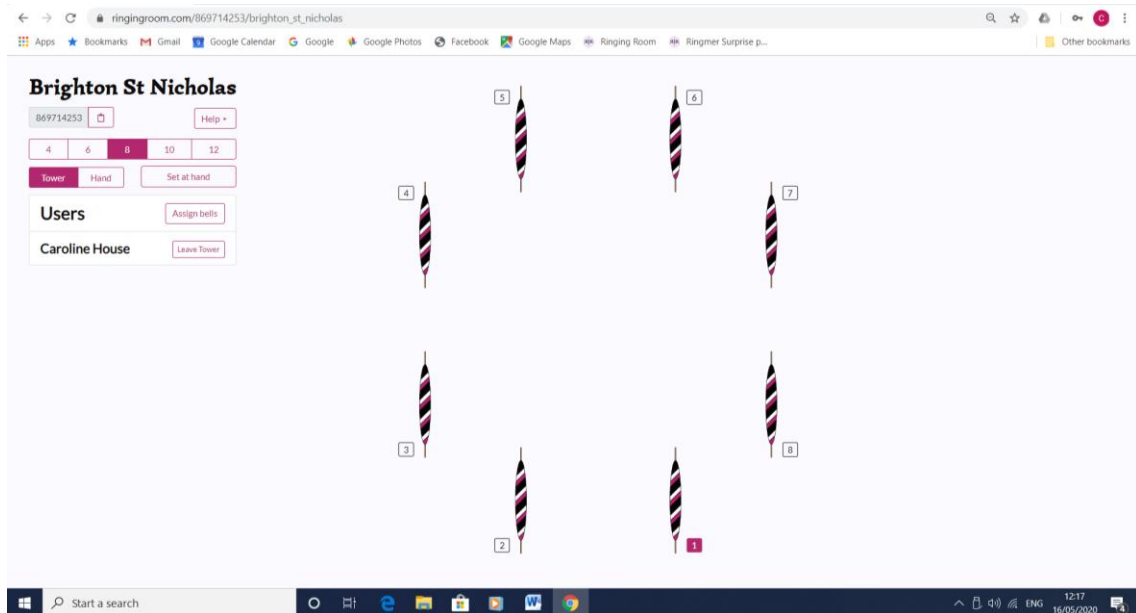 ringingroom.com/869714253/brighton_st_nicholas
C
Apps Bookmarks Gmail Google Calendar Google Google Photos Facebook Google Maps Ringing Room Ringmer Surprise p... Other bookmarks
Brighton St Nicholas
869714253 Help
4 6 8 10 12
Tower Hand Set at hand
Users Assign bells
Caroline House Leave Tower
5 6
4 7
3 8
2 1
Start a search ENG 12:17
16/05/2020 4